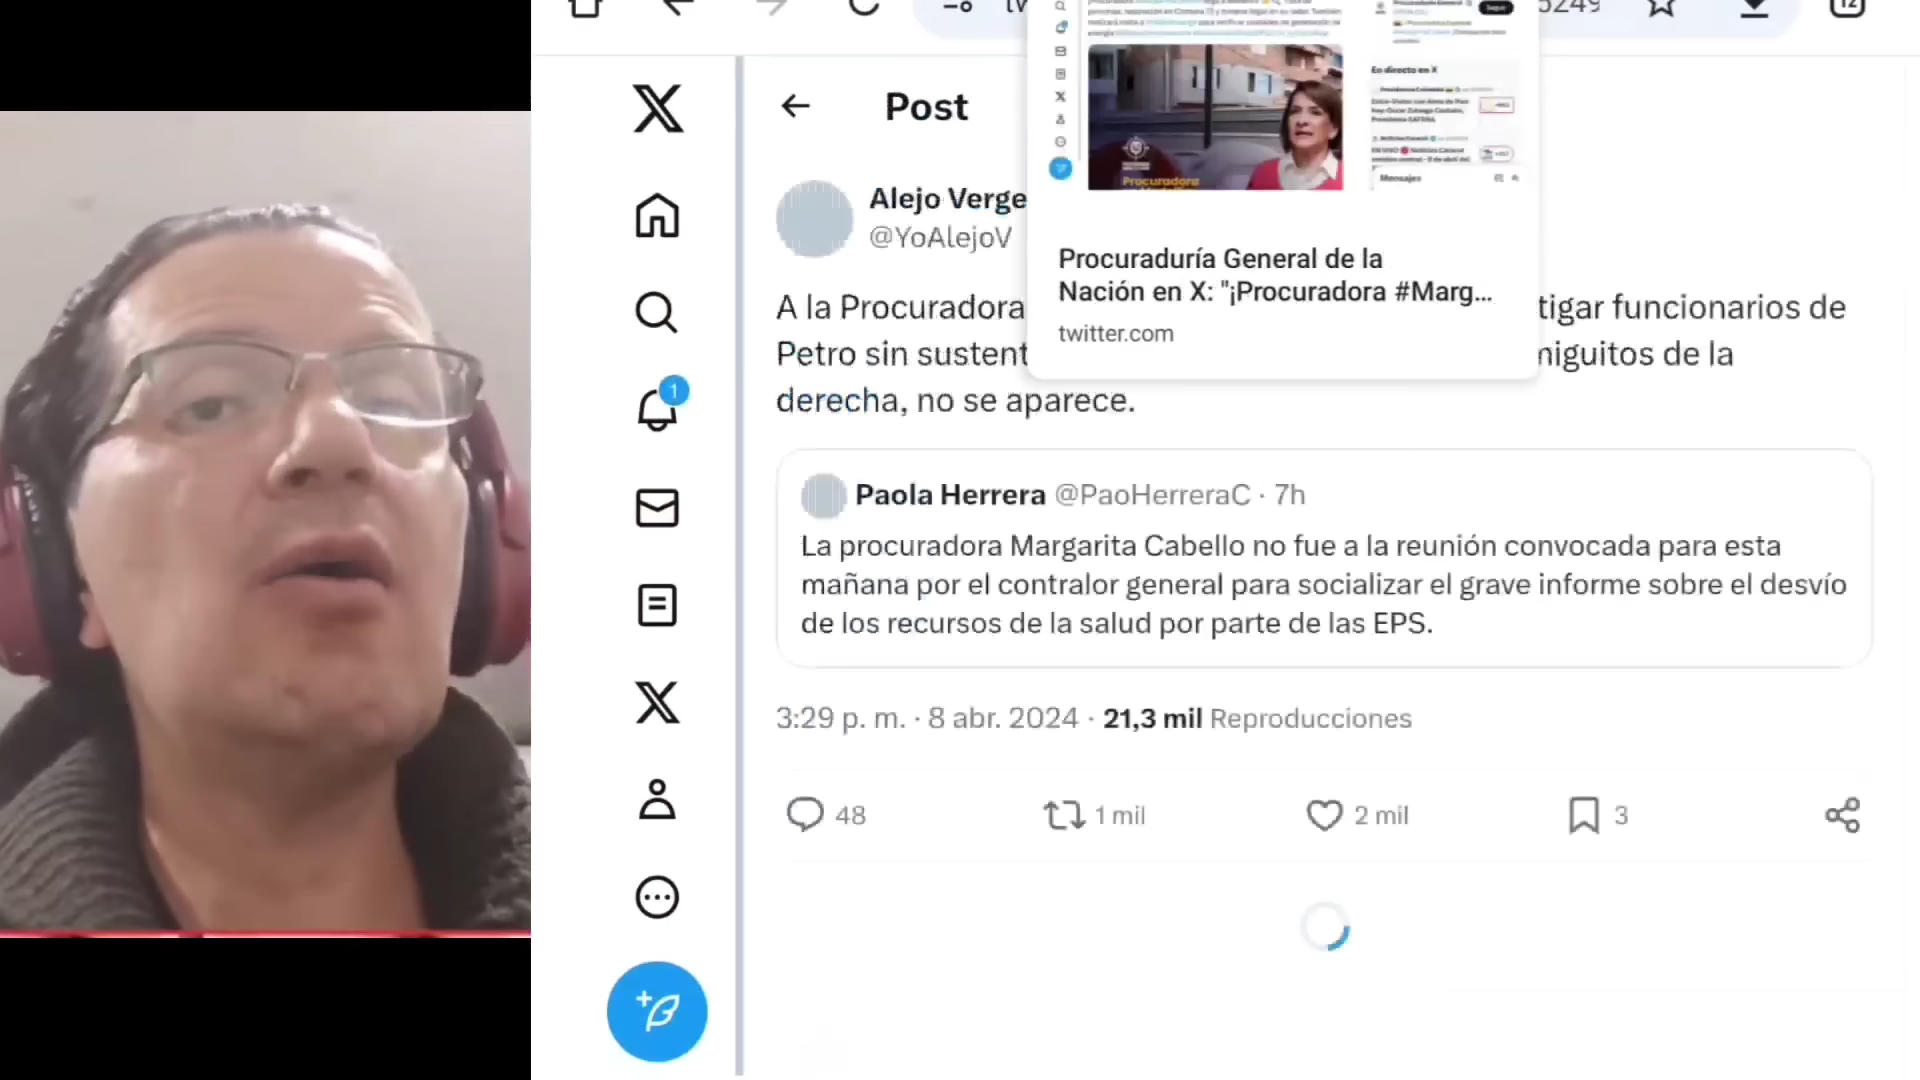 5249
12
Post
En directo en X
Mensajes
Procuradora
Alejo Verge
@YoAlejoV
Procuraduría General de la
Nación en X: "¡Procuradora #Marg...
twitter.com
A la Procuradora tigar funcionarios de
Petro sin sustent miguitos de la
derecha, no se aparece.
1
Paola Herrera @PaoHerreraC · 7h
La procuradora Margarita Cabello no fue a la reunión convocada para esta
mañana por el contralor general para socializar el grave informe sobre el desvío
de los recursos de la salud por parte de las EPS.
3:29 p. m. · 8 abr. 2024 · 21,3 mil Reproducciones
48 1 mil 2 mil 3